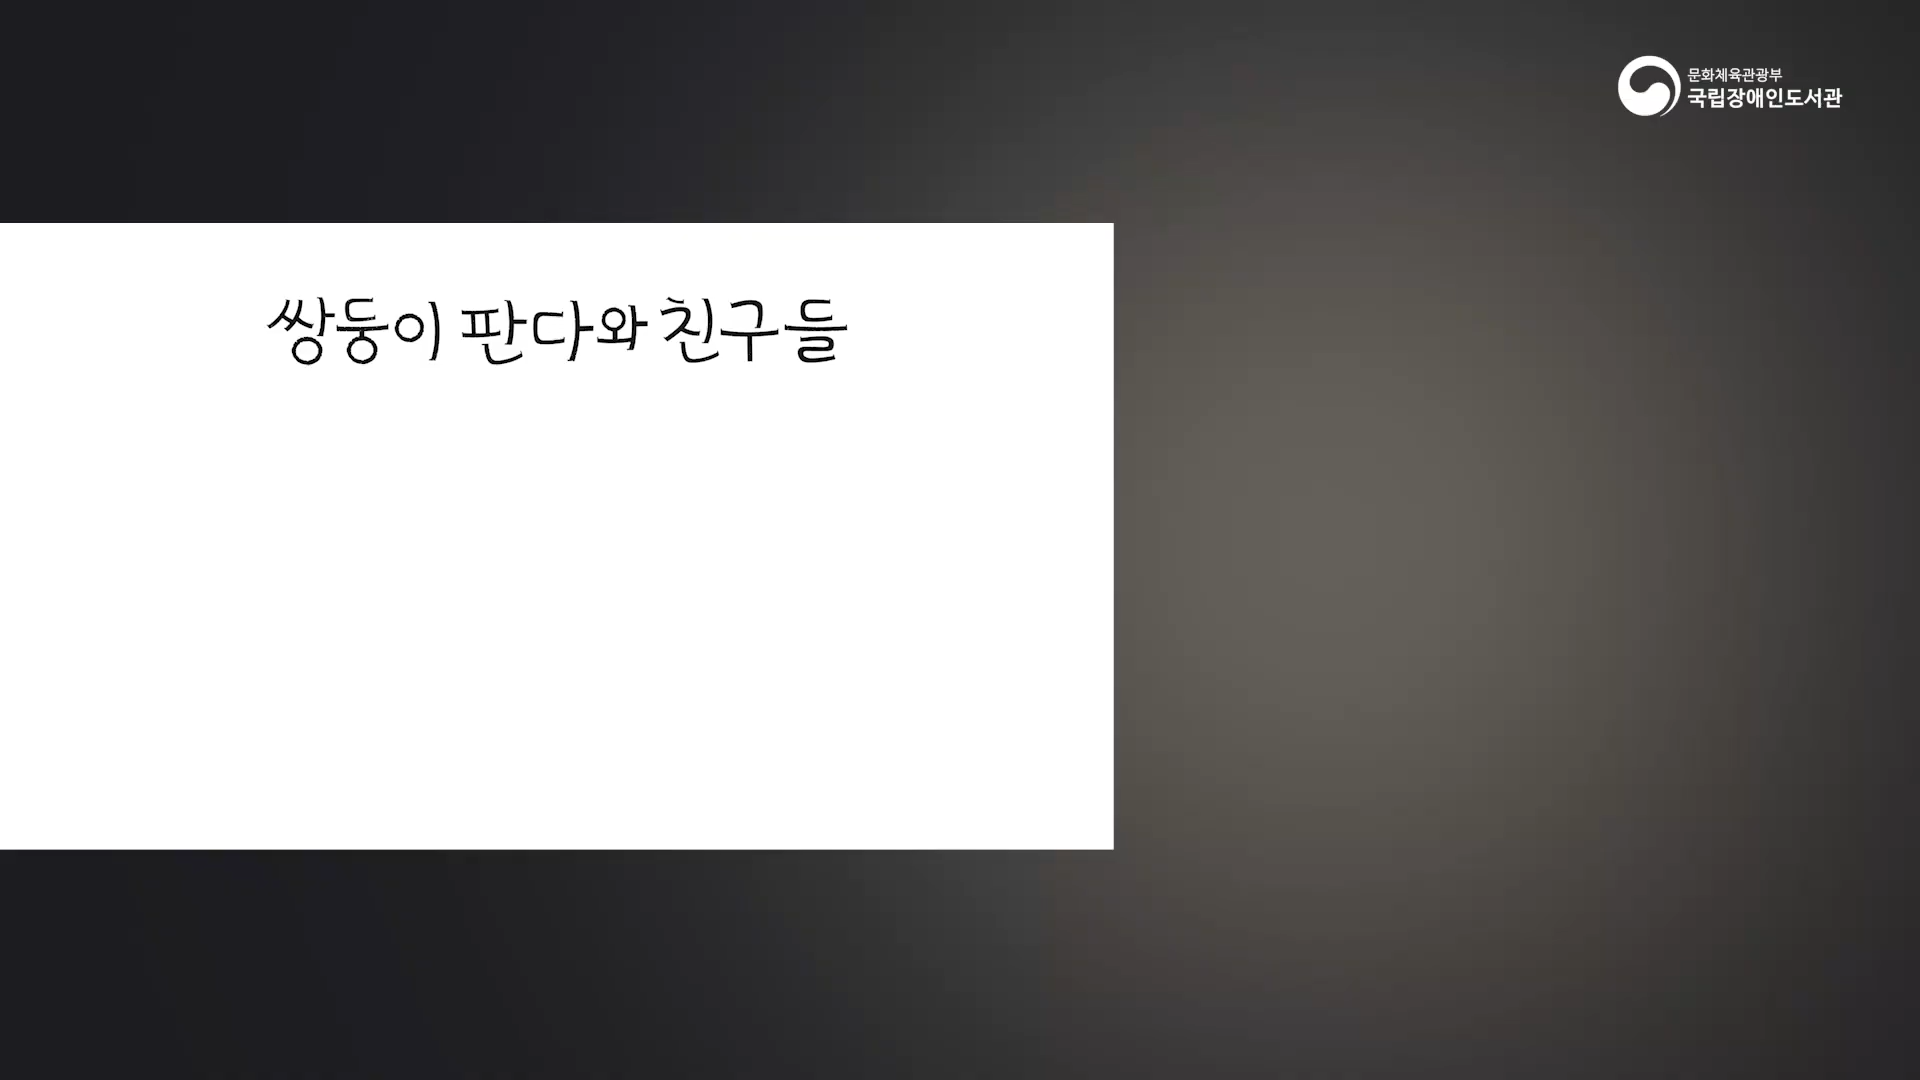 문화체육관광부
국립장애인도서관
쌍둥이 판다와 친구들